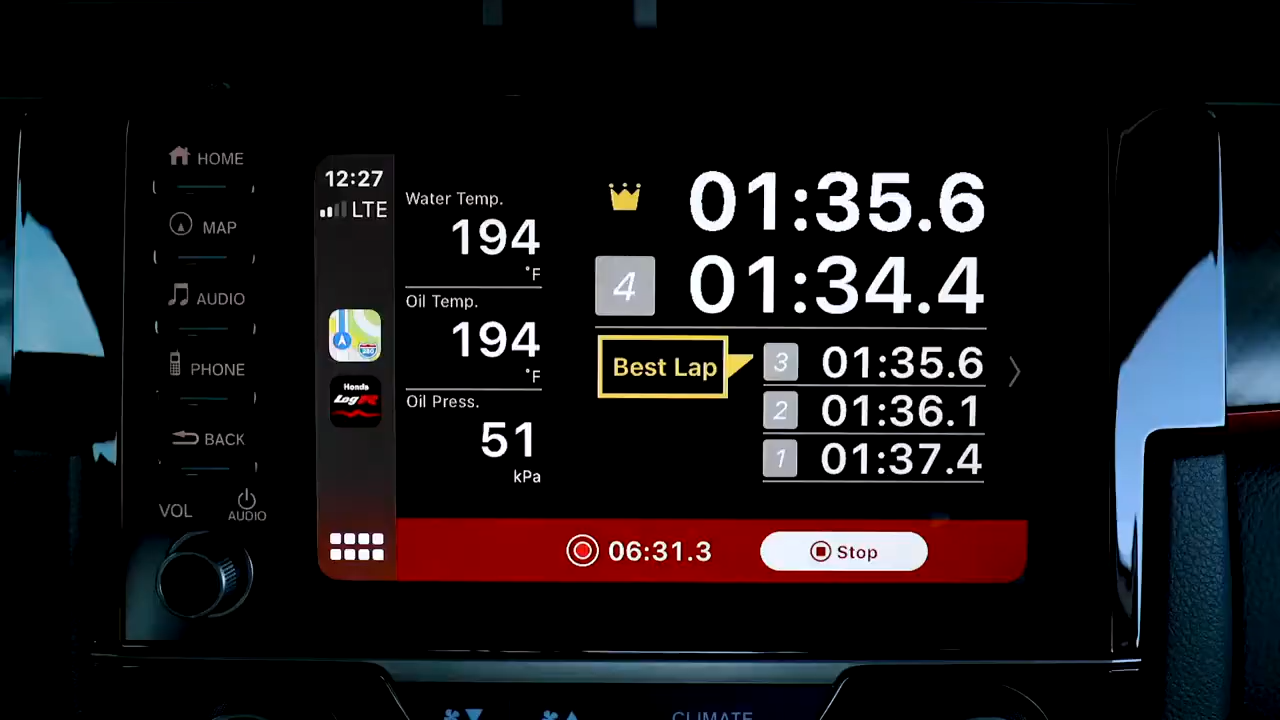 HOME
MAP
AUDIO
PHONE
BACK
VOL
AUDIO
12:27
LTE
280
Honda
LogR
Water Temp.
194
°F
Oil Temp.
194
°F
Oil Press.
51
kPa
01:35.6
4 01:34.4
Best Lap
3 01:35.6
2 01:36.1
1 01:37.4
06:31.3
Stop
CLIMATE